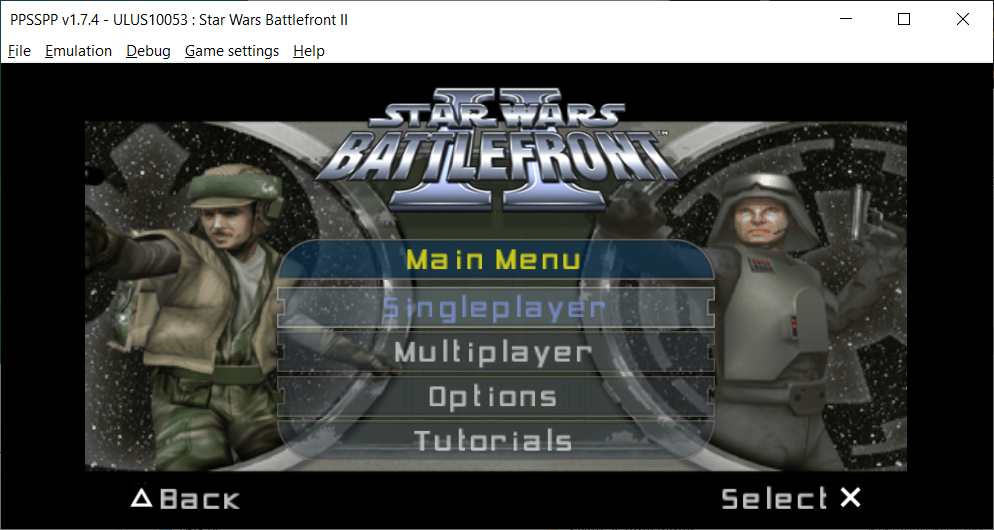 PPSSPP v1.7.4 - ULUS10053 : Star Wars Battlefront II
File Emulation Debug Game settings Help
STAR WARS
BATTLEFRONT™
II
Main Menu
Singleplayer
Multiplayer
Options
Tutorials
Back Select